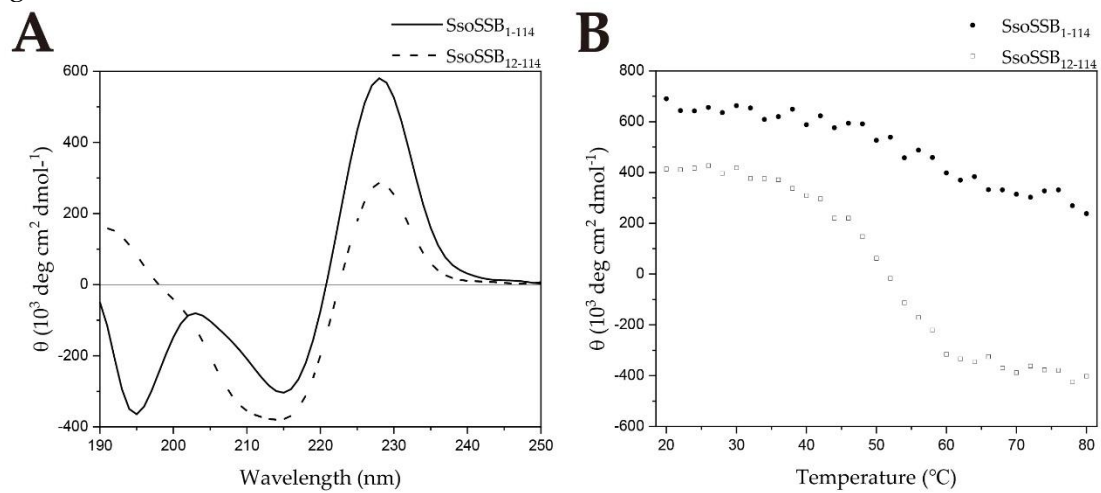 A
SsoSSB1-114
SsoSSB12-114
600
400
200
0
-200
-400
190
200
210
220
230
240
250
θ (10³ deg cm² dmol-¹)
Wavelength (nm)
B
SsoSSB1-114
SsoSSB12-114
800
600
400
200
0
-200
-400
-600
20
30
40
50
60
70
80
θ (10³ deg cm² dmol⁻¹)
Temperature (℃)